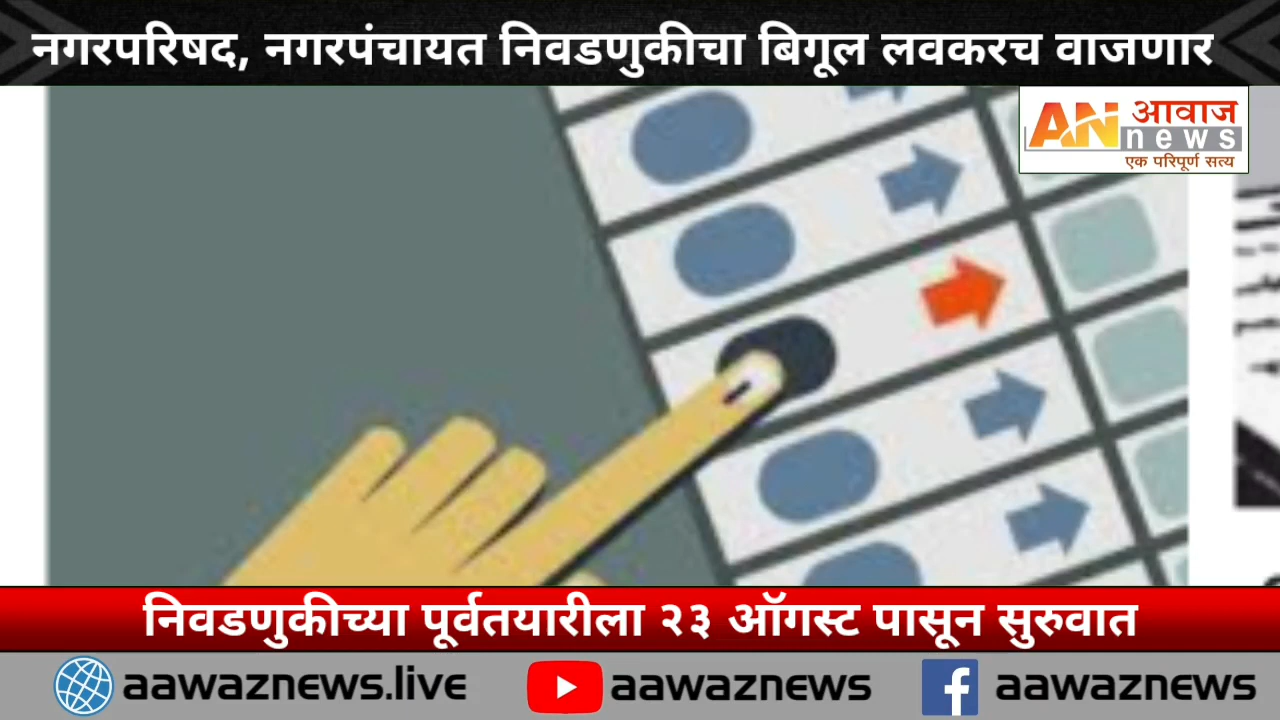 नगरपरिषद, नगरपंचायत निवडणुकीचा बिगूल लवकरच वाजणार
AN आवाज
news
एक परिपूर्ण सत्य
निवडणुकीच्या पूर्वतयारीला २३ ऑगस्ट पासून सुरुवात
aawaznews.live aawaznews aawaznews